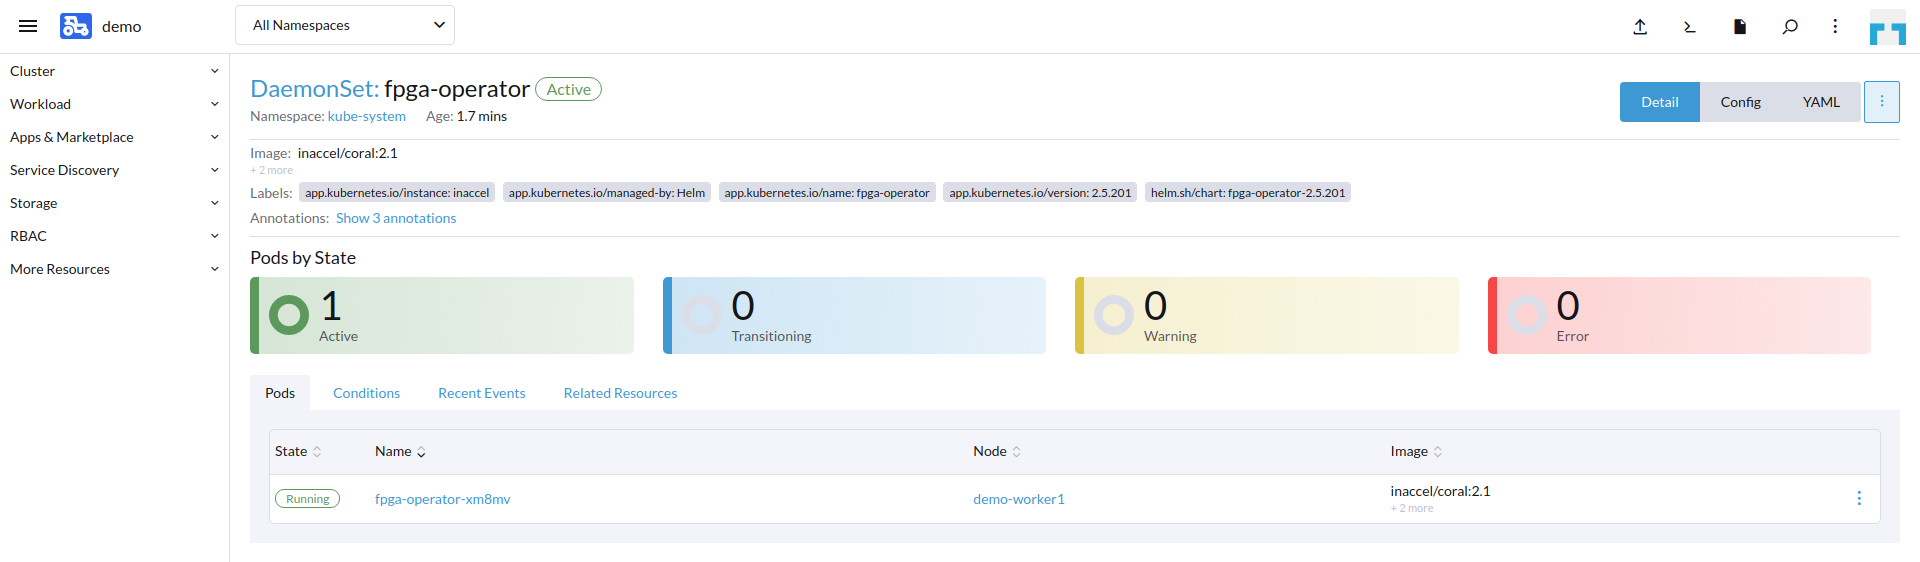 demo All Namespaces
Cluster
Workload
Apps & Marketplace
Service Discovery
Storage
RBAC
More Resources
DaemonSet: fpga-operator Active
Namespace: kube-system Age: 1.7 mins
Detail Config YAML
Image: inaccel/coral:2.1
+ 2 more
Labels: app.kubernetes.io/instance: inaccel app.kubernetes.io/managed-by: Helm app.kubernetes.io/name: fpga-operator app.kubernetes.io/version: 2.5.201 helm.sh/chart: fpga-operator-2.5.201
Annotations: Show 3 annotations
Pods by State
1 Active
0 Transitioning
0 Warning
0 Error
Pods Conditions Recent Events Related Resources
State Name Node Image
Running fpga-operator-xm8mv demo-worker1 inaccel/coral:2.1
+ 2 more